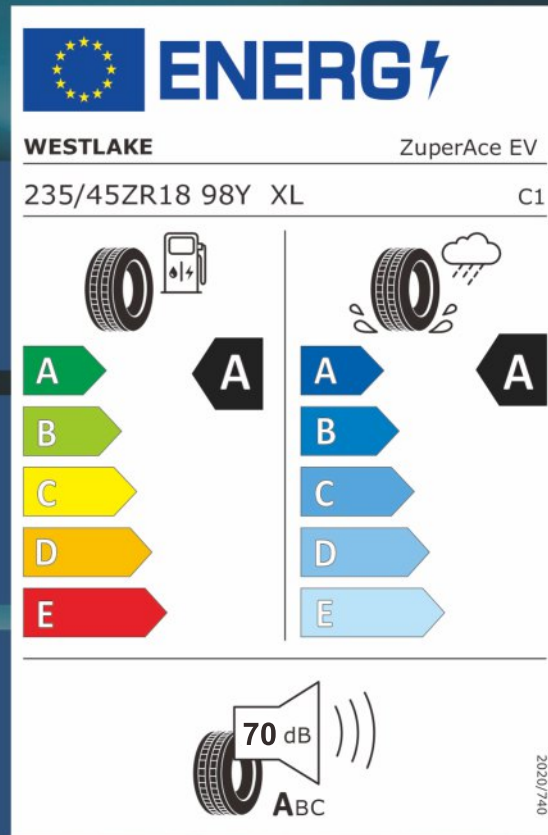 ENERG
WESTLAKE ZuperAce EV
235/45ZR18 98Y XL C1
A A
B
C
D
E
A A
B
C
D
E
70 dB
ABC
2020/740